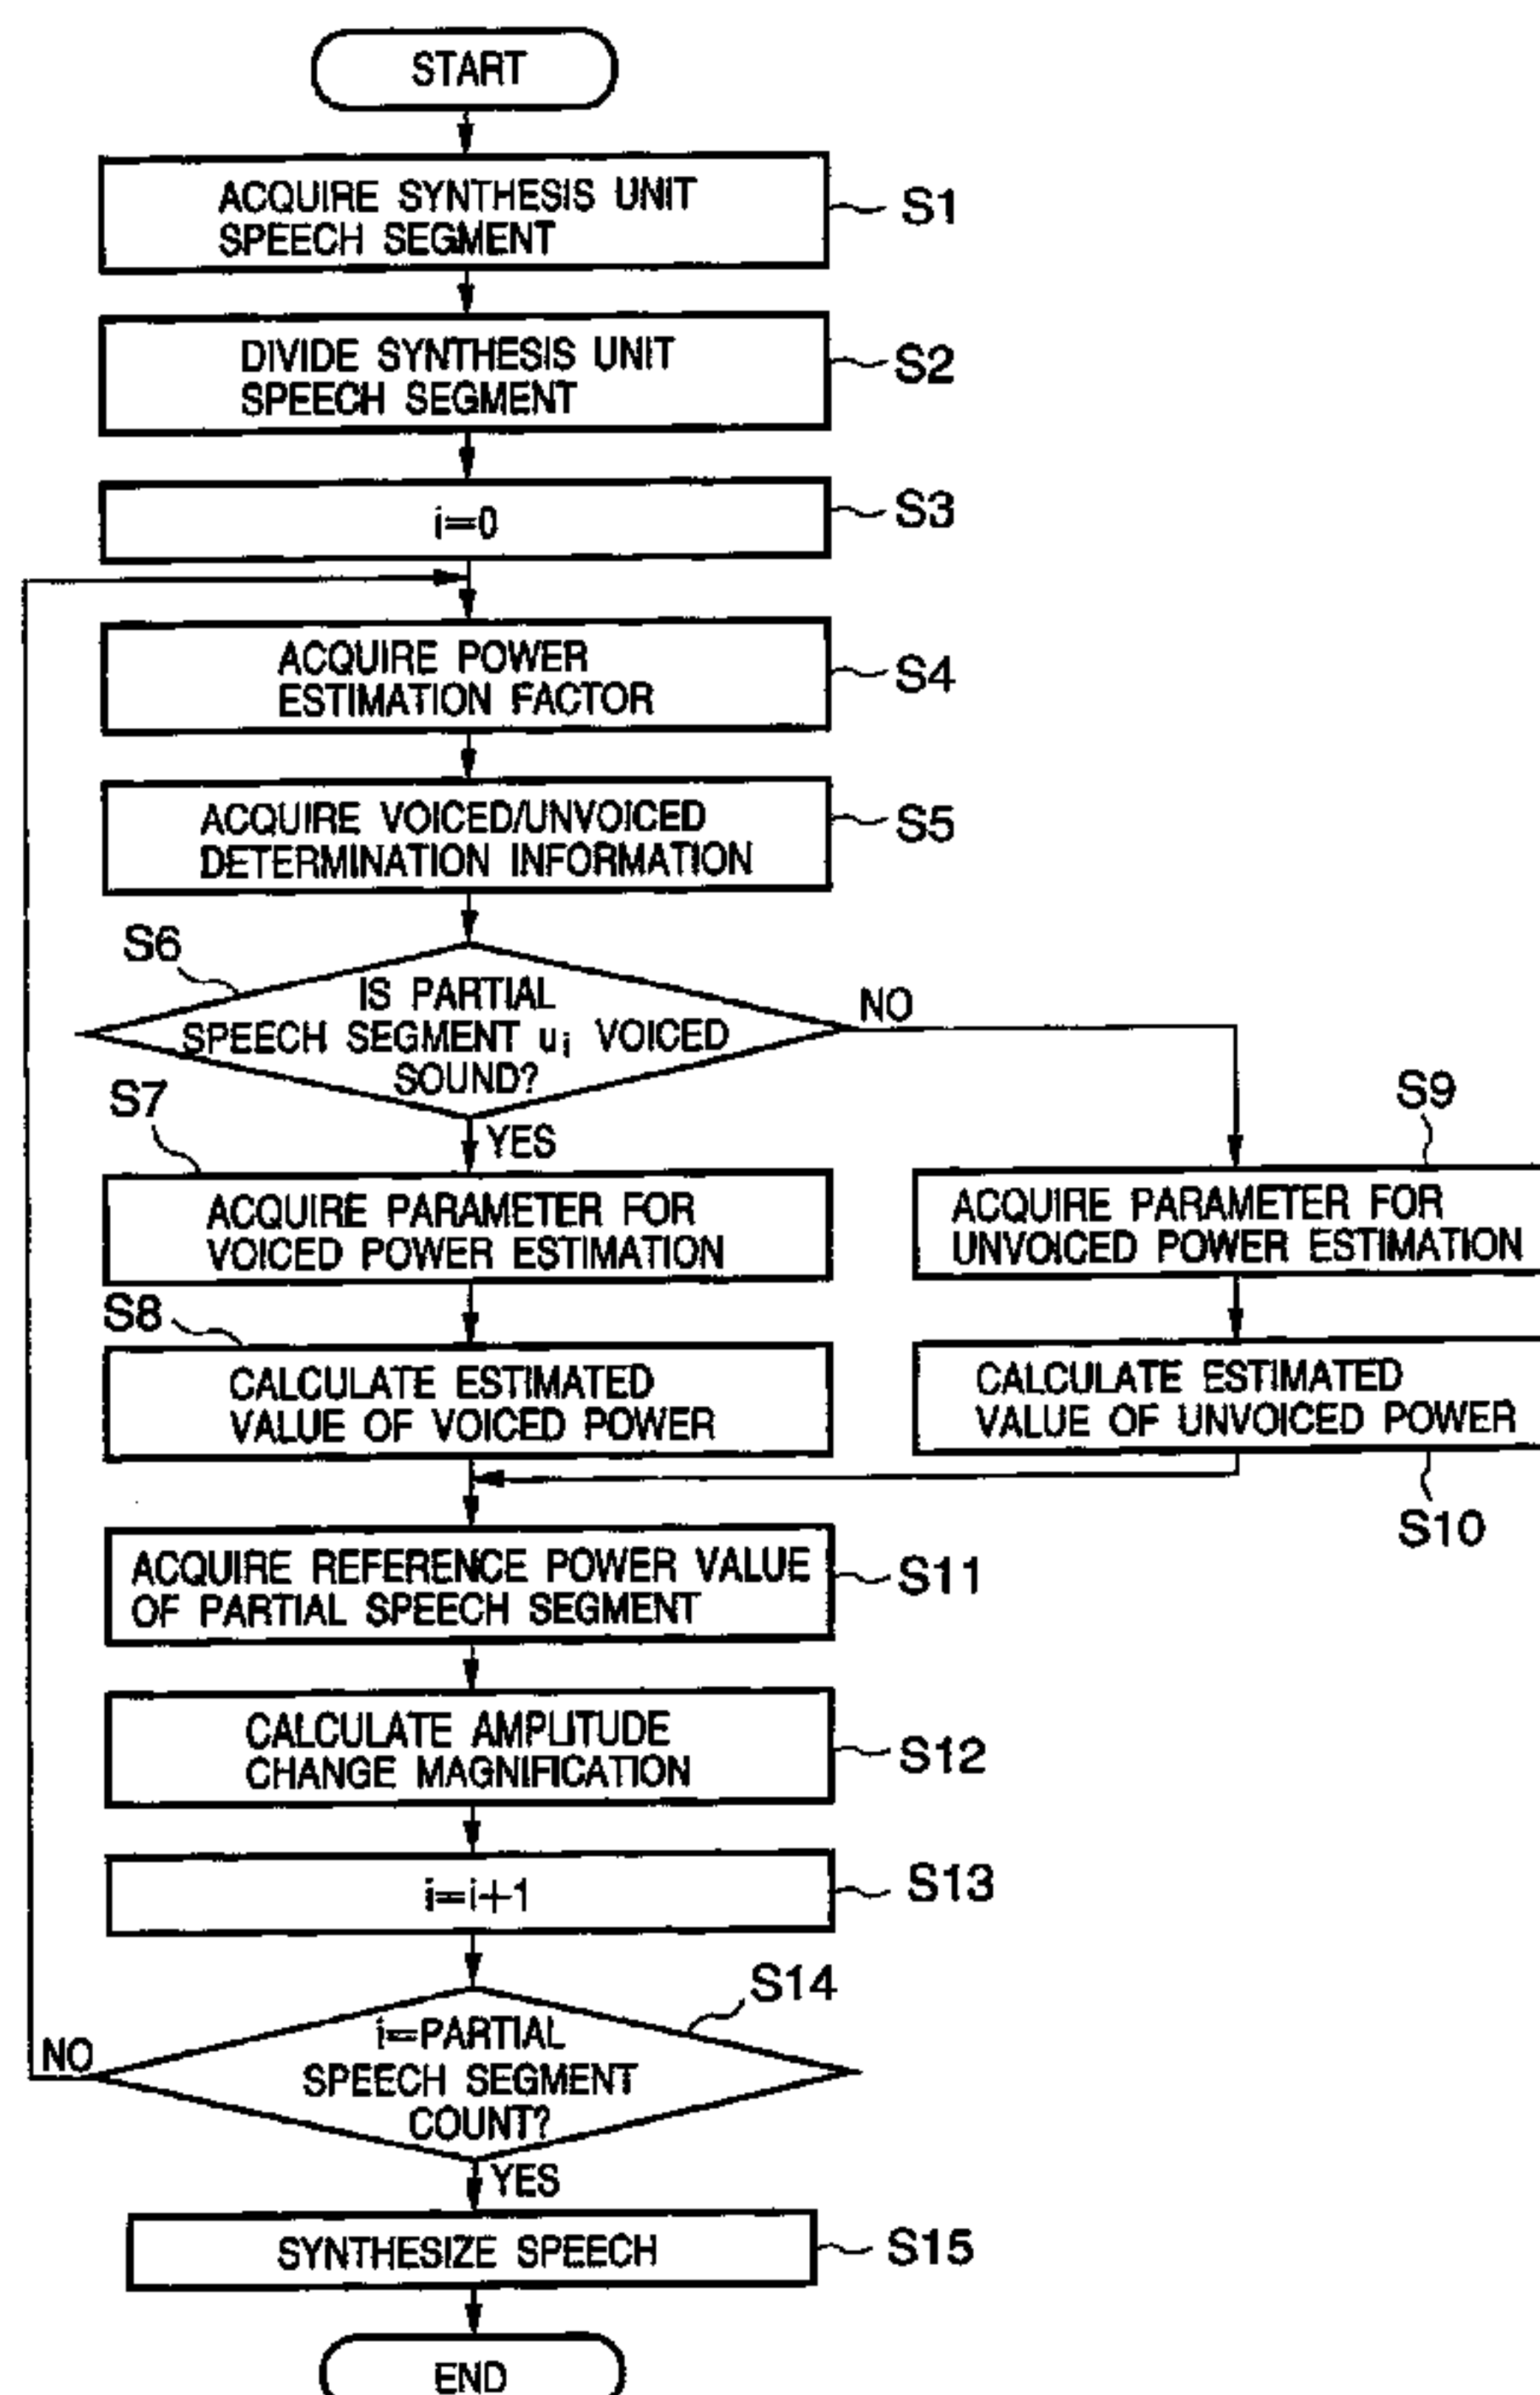 START
ACQUIRE SYNTHESIS UNIT
SPEECH SEGMENT
S1
DIVIDE SYNTHESIS UNIT
SPEECH SEGMENT
S2
i=0
S3
ACQUIRE POWER
ESTIMATION FACTOR
S4
ACQUIRE VOICED/UNVOICED
DETERMINATION INFORMATION
S5
S6
IS PARTIAL
SPEECH SEGMENT ui VOICED
SOUND?
NO
YES
S7
ACQUIRE PARAMETER FOR
VOICED POWER ESTIMATION
S9
ACQUIRE PARAMETER FOR
UNVOICED POWER ESTIMATION
S8
CALCULATE ESTIMATED
VALUE OF VOICED POWER
CALCULATE ESTIMATED
VALUE OF UNVOICED POWER
S10
ACQUIRE REFERENCE POWER VALUE
OF PARTIAL SPEECH SEGMENT
S11
CALCULATE AMPLITUDE
CHANGE MAGNIFICATION
S12
i=i+1
S13
S14
i=PARTIAL
SPEECH SEGMENT
COUNT?
NO
YES
SYNTHESIZE SPEECH
S15
END